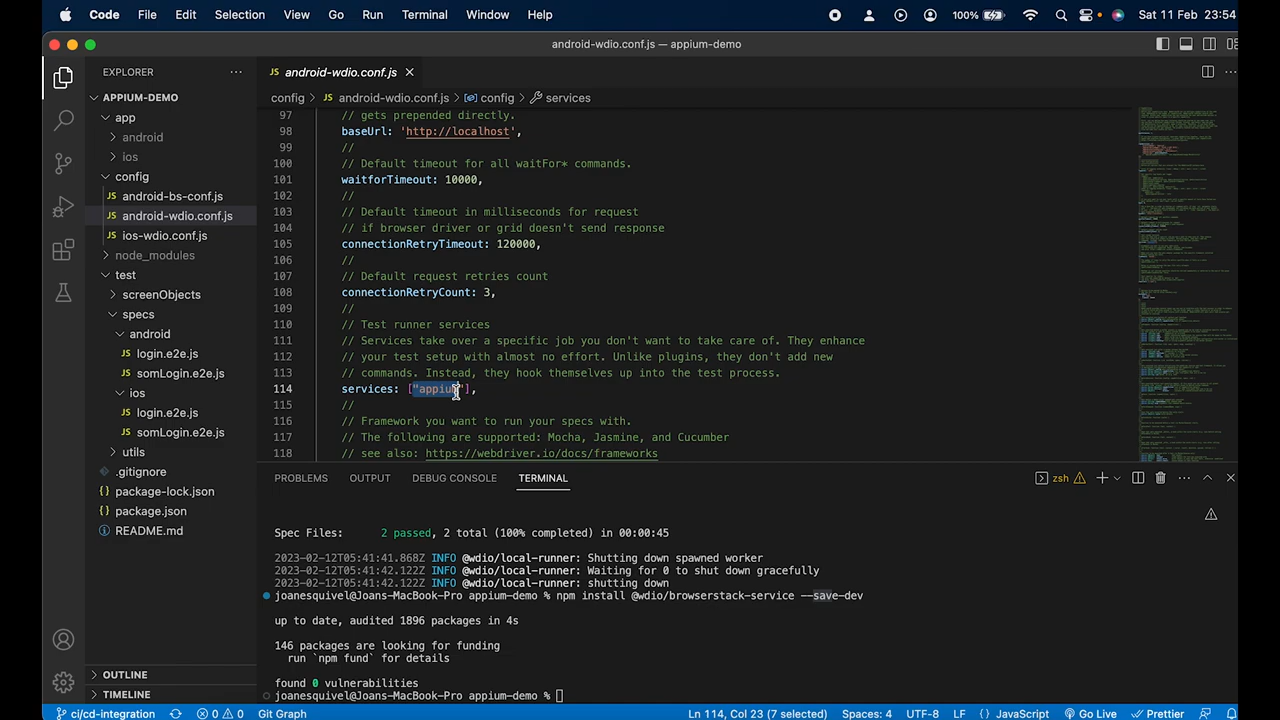 Code File Edit Selection View Go Run Terminal Window Help 100% Sat 11 Feb 23:54
android-wdio.conf.js — appium-demo
EXPLORER
android-wdio.conf.js
APPIUM-DEMO
config > android-wdio.conf.js > config > services
app
android
ios
config
android-bs-conf.js
android-wdio.conf.js
ios-wdio.conf.js
node_modules
test
screenObjects
specs
android
login.e2e.js
somLogin.e2e.js
ios
login.e2e.js
somLogin.e2e.js
utils
.gitignore
package-lock.json
package.json
README.md
OUTLINE
TIMELINE
97 // gets prepended directly.
98 baseUrl: 'http://localhost',
99 //
100 // Default timeout for all waitFor* commands.
101 waitforTimeout: 10000,
102 //
103 // Default timeout in milliseconds for request
104 // if browser driver or grid doesn't send response
105 connectionRetryTimeout: 120000,
106 //
107 // Default request retries count
108 connectionRetryCount: 3,
109 //
110 // Test runner services
111 // Services take over a specific job you don't want to take care of. They enhance
112 // your test setup with almost no effort. Unlike plugins, they don't add new
113 // commands. Instead, they hook themselves up into the test process.
114 services: ["appium"],
115 //
116 // Framework you want to run your specs with.
117 // The following are supported: Mocha, Jasmine, and Cucumber
118 // see also: https://webdriver.io/docs/frameworks
PROBLEMS OUTPUT DEBUG CONSOLE TERMINAL zsh
Spec Files: 2 passed, 2 total (100% completed) in 00:00:45
2023-02-12T05:41:41.868Z INFO @wdio/local-runner: Shutting down spawned worker
2023-02-12T05:41:42.122Z INFO @wdio/local-runner: Waiting for 0 to shut down gracefully
2023-02-12T05:41:42.122Z INFO @wdio/local-runner: shutting down
joanesquivel@Joans-MacBook-Pro appium-demo % npm install @wdio/browserstack-service --save-dev
up to date, audited 1896 packages in 4s
146 packages are looking for funding
run `npm fund` for details
found 0 vulnerabilities
joanesquivel@Joans-MacBook-Pro appium-demo %
ci/cd-integration 0 0 Git Graph Ln 114, Col 23 (7 selected) Spaces: 4 UTF-8 LF {} JavaScript Go Live Prettier